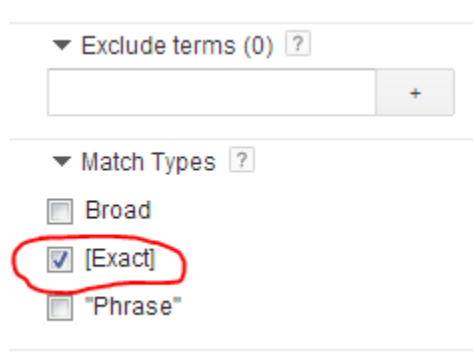 Exclude terms (0) ?
+
Match Types ?
Broad
[Exact]
"Phrase"